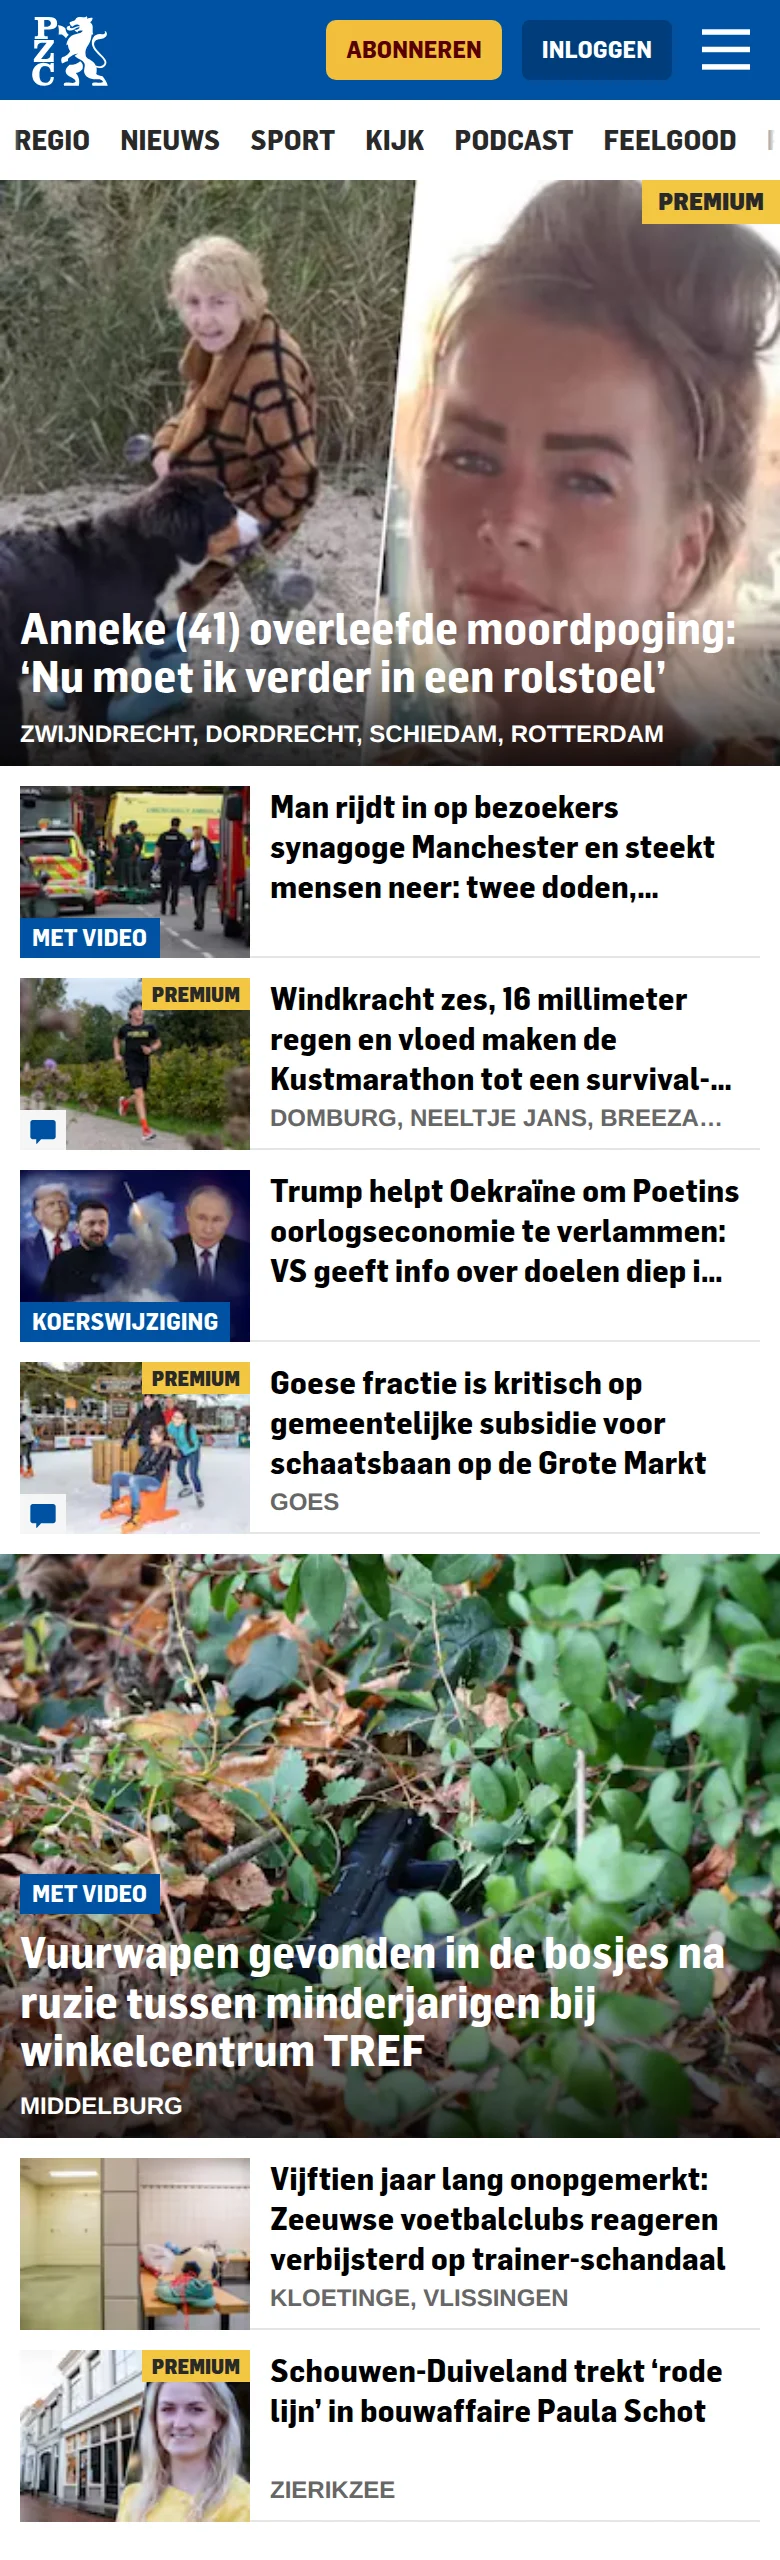 PZC
ABONNEREN
INLOGGEN
REGIO NIEUWS SPORT KIJK PODCAST FEELGOOD
PREMIUM
Anneke (41) overleefde moordpoging:
‘Nu moet ik verder in een rolstoel’
ZWIJNDRECHT, DORDRECHT, SCHIEDAM, ROTTERDAM
MET VIDEO
Man rijdt in op bezoekers
synagoge Manchester en steekt
mensen neer: twee doden,...
PREMIUM
Windkracht zes, 16 millimeter
regen en vloed maken de
Kustmarathon tot een survival-...
DOMBURG, NEELTJE JANS, BREEZA...
KOERSWIJZIGING
Trump helpt Oekraïne om Poetins
oorlogseconomie te verlammen:
VS geeft info over doelen diep i...
PREMIUM
Goese fractie is kritisch op
gemeentelijke subsidie voor
schaatsbaan op de Grote Markt
GOES
MET VIDEO
Vuurwapen gevonden in de bosjes na
ruzie tussen minderjarigen bij
winkelcentrum TREF
MIDDELBURG
Vijftien jaar lang onopgemerkt:
Zeeuwse voetbalclubs reageren
verbijsterd op trainer-schandaal
KLOETINGE, VLISSINGEN
PREMIUM
Schouwen-Duiveland trekt ‘rode
lijn’ in bouwaffaire Paula Schot
ZIERIKZEE